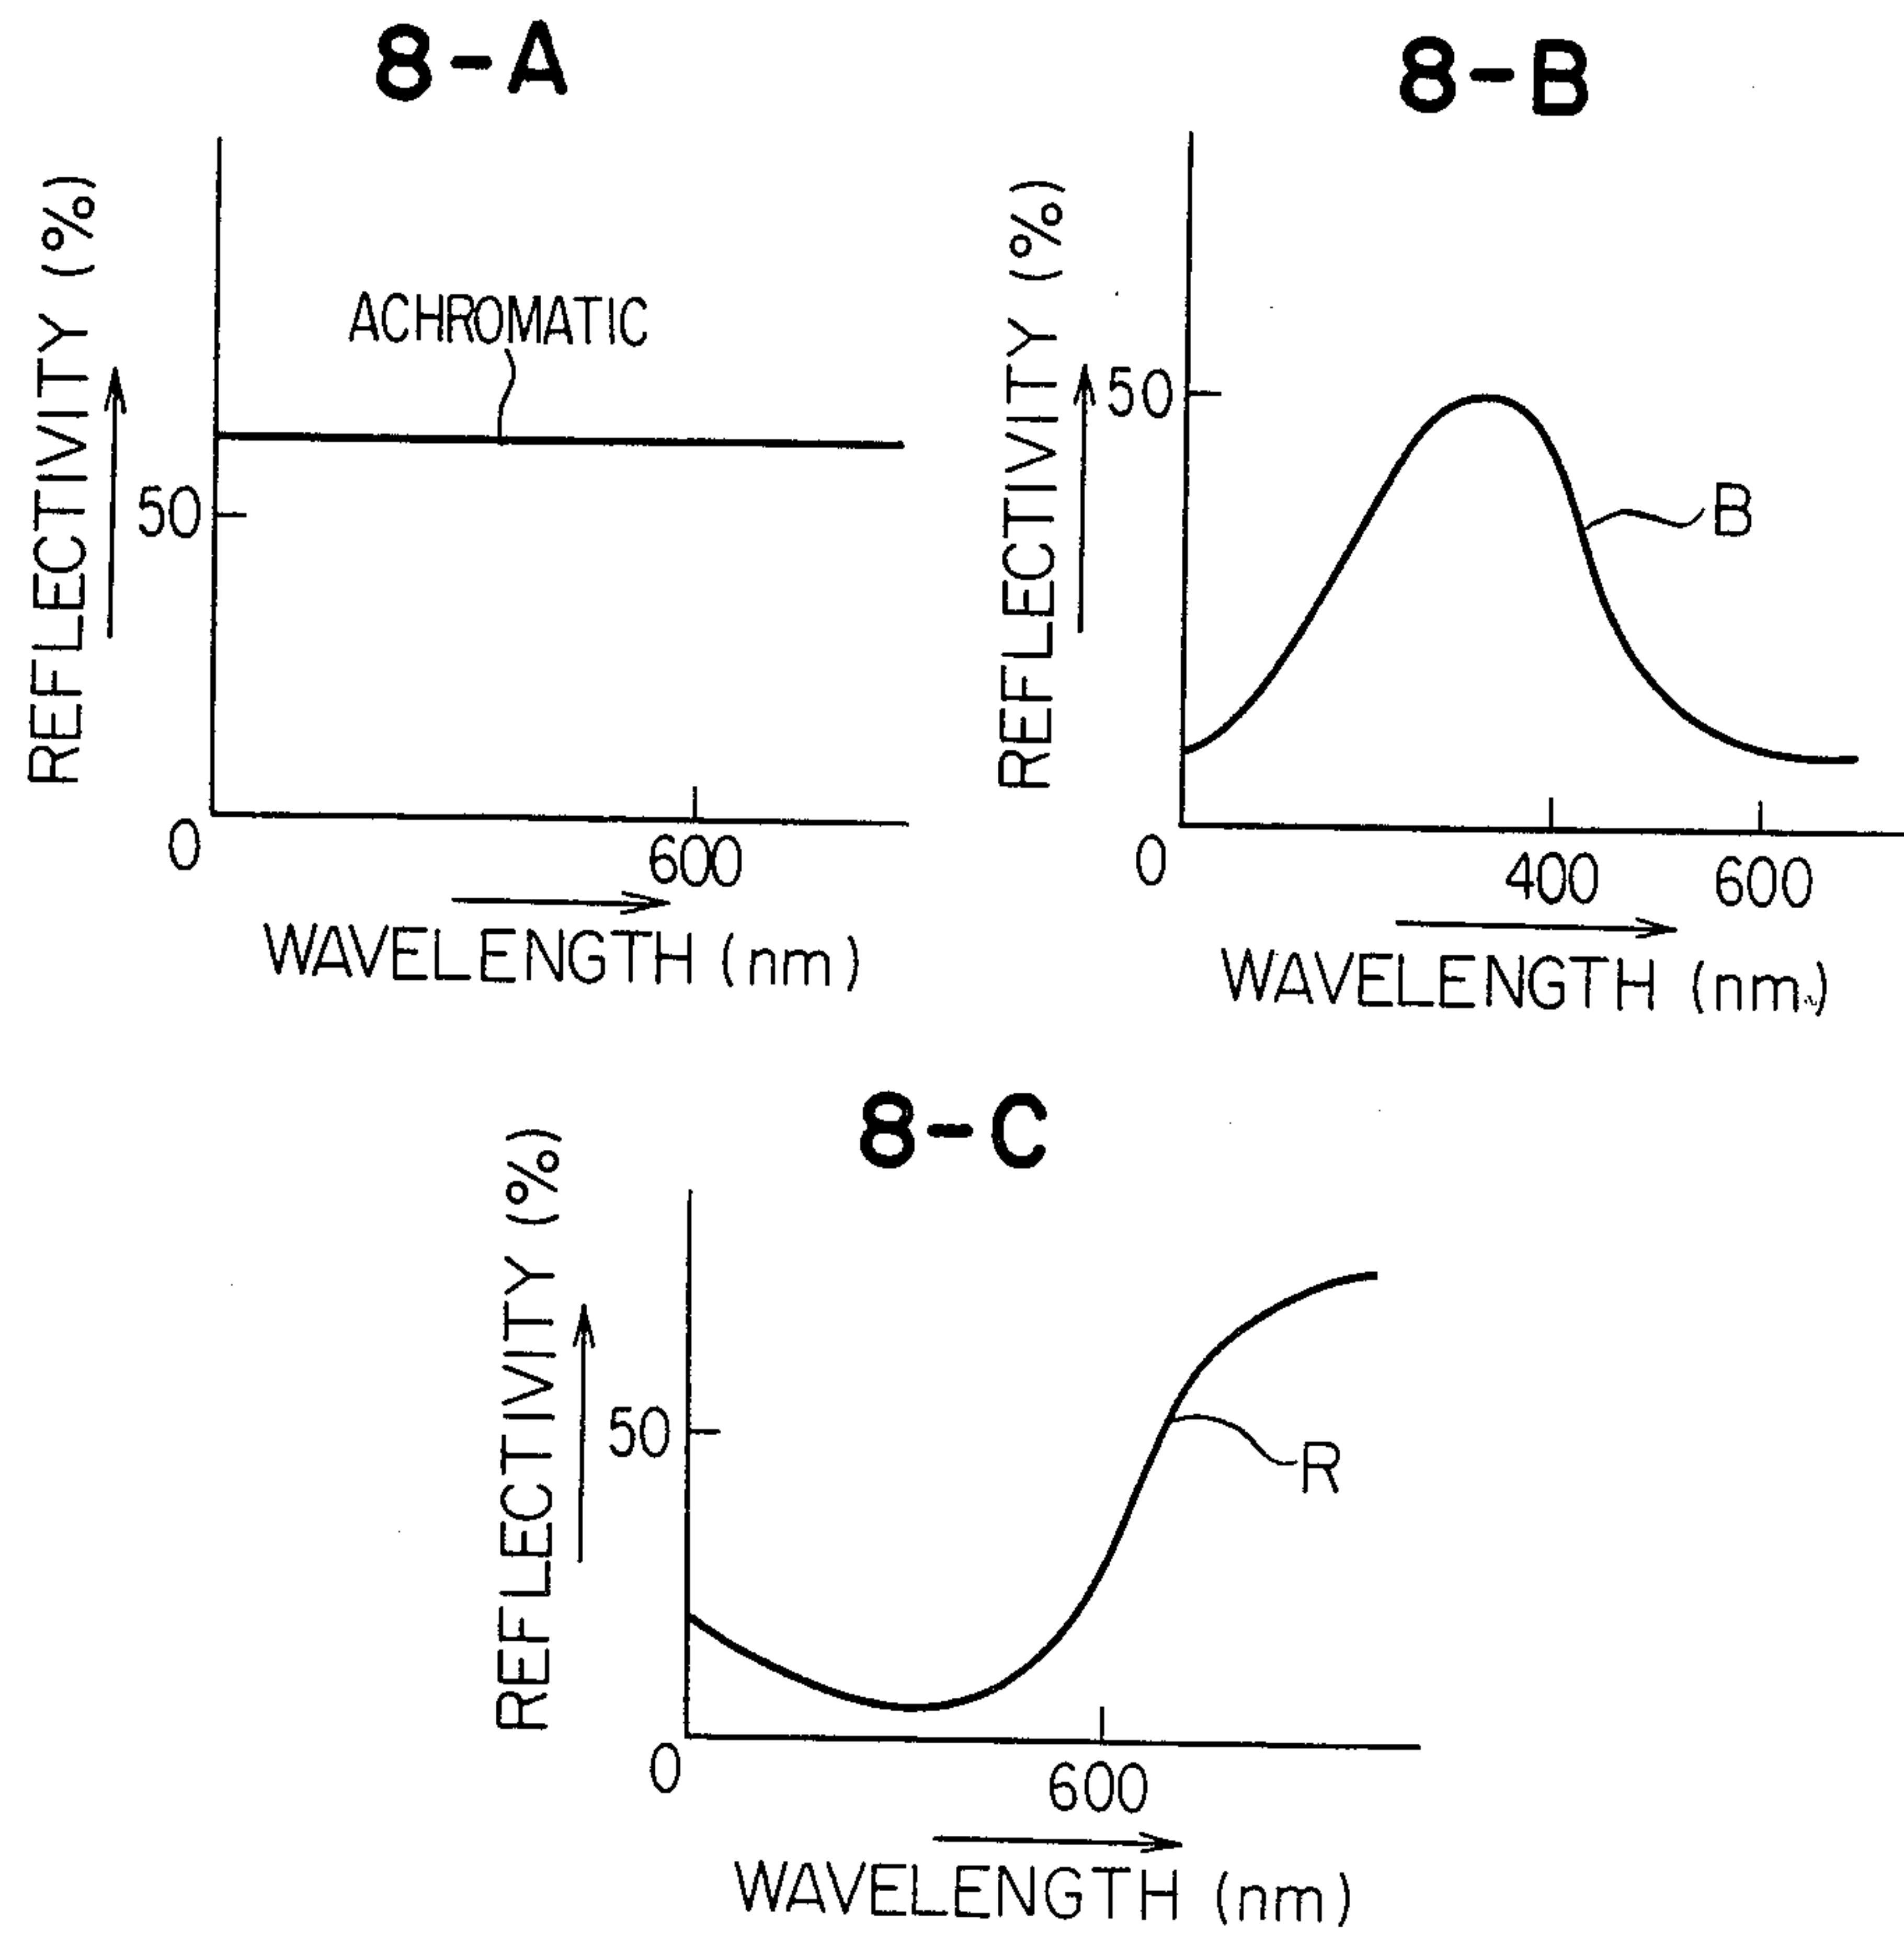 8-A
REFLECTIVITY (%)
ACHROMATIC
50
0
600
WAVELENGTH (nm)
8-B
REFLECTIVITY (%)
50
B
0
400
600
WAVELENGTH (nm)
8-C
REFLECTIVITY (%)
50
R
0
600
WAVELENGTH (nm)